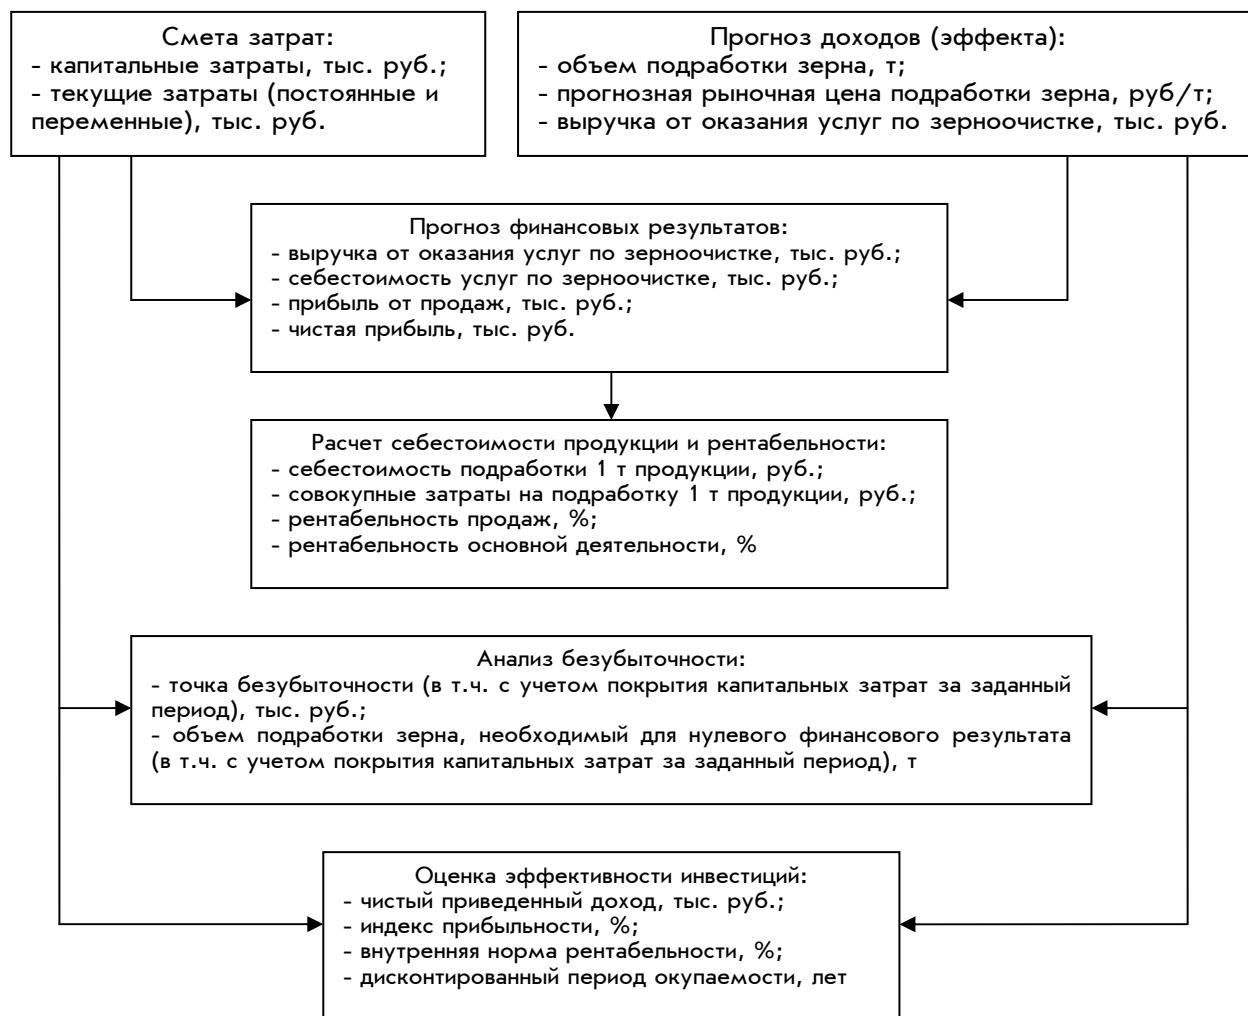 Смета затрат:
- капитальные затраты, тыс. руб.;
- текущие затраты (постоянные и
переменные), тыс. руб.
Прогноз доходов (эффекта):
- объем подработки зерна, т;
- прогнозная рыночная цена подработки зерна, руб/т;
- выручка от оказания услуг по зерноочистке, тыс. руб.
Прогноз финансовых результатов:
- выручка от оказания услуг по зерноочистке, тыс. руб.;
- себестоимость услуг по зерноочистке, тыс. руб.;
- прибыль от продаж, тыс. руб.;
- чистая прибыль, тыс. руб.
Расчет себестоимости продукции и рентабельности:
- себестоимость подработки 1 т продукции, руб.;
- совокупные затраты на подработку 1 т продукции, руб.;
- рентабельность продаж, %;
- рентабельность основной деятельности, %
Анализ безубыточности:
- точка безубыточности (в т.ч. с учетом покрытия капитальных затрат за заданный
период), тыс. руб.;
- объем подработки зерна, необходимый для нулевого финансового результата
(в т.ч. с учетом покрытия капитальных затрат за заданный период), т
Оценка эффективности инвестиций:
- чистый приведенный доход, тыс. руб.;
- индекс прибыльности, %;
- внутренняя норма рентабельности, %;
- дисконтированный период окупаемости, лет